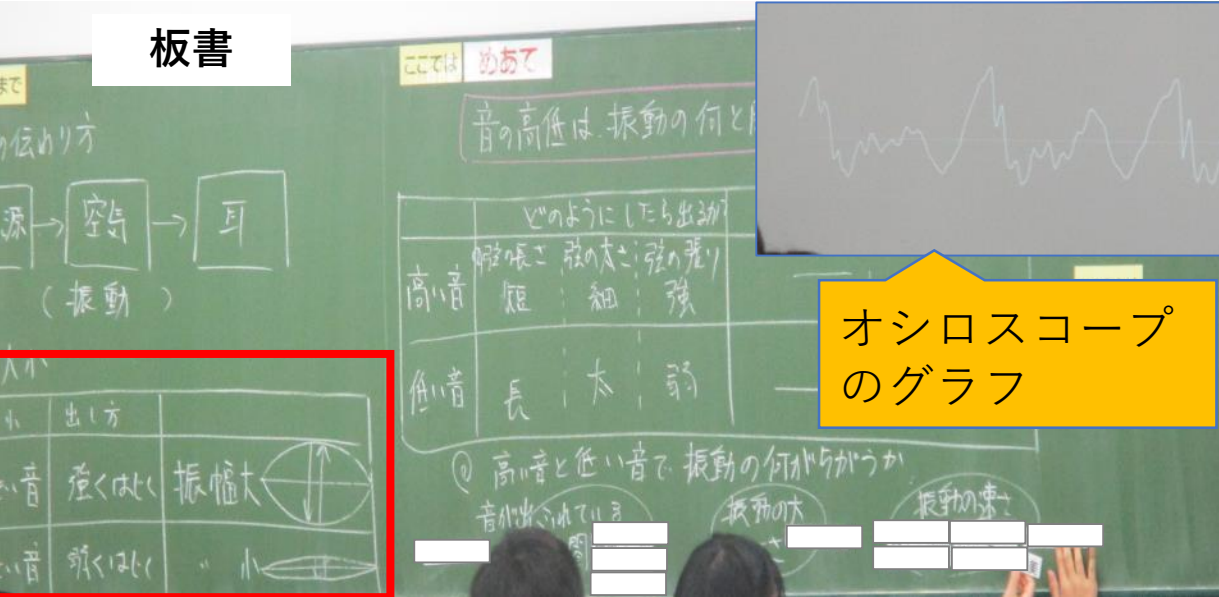 板書
まで
ここでは めあて
の伝わり方
音の高低は、振動の何と
源→空気→耳
(振動)
どのようにしたら出るか
高い音
弦の長さ 弦の太さ 弦の張り
短 細 強
低い音
長 太 弱
オシロスコープ
のグラフ
大小
小 出し方
い音 強くはじく 振幅大
い音 弱くはじく 〃 小
高い音と低い音で振動の何がちがうか
音が出られている
間
振動の大
さ
振動の速さ